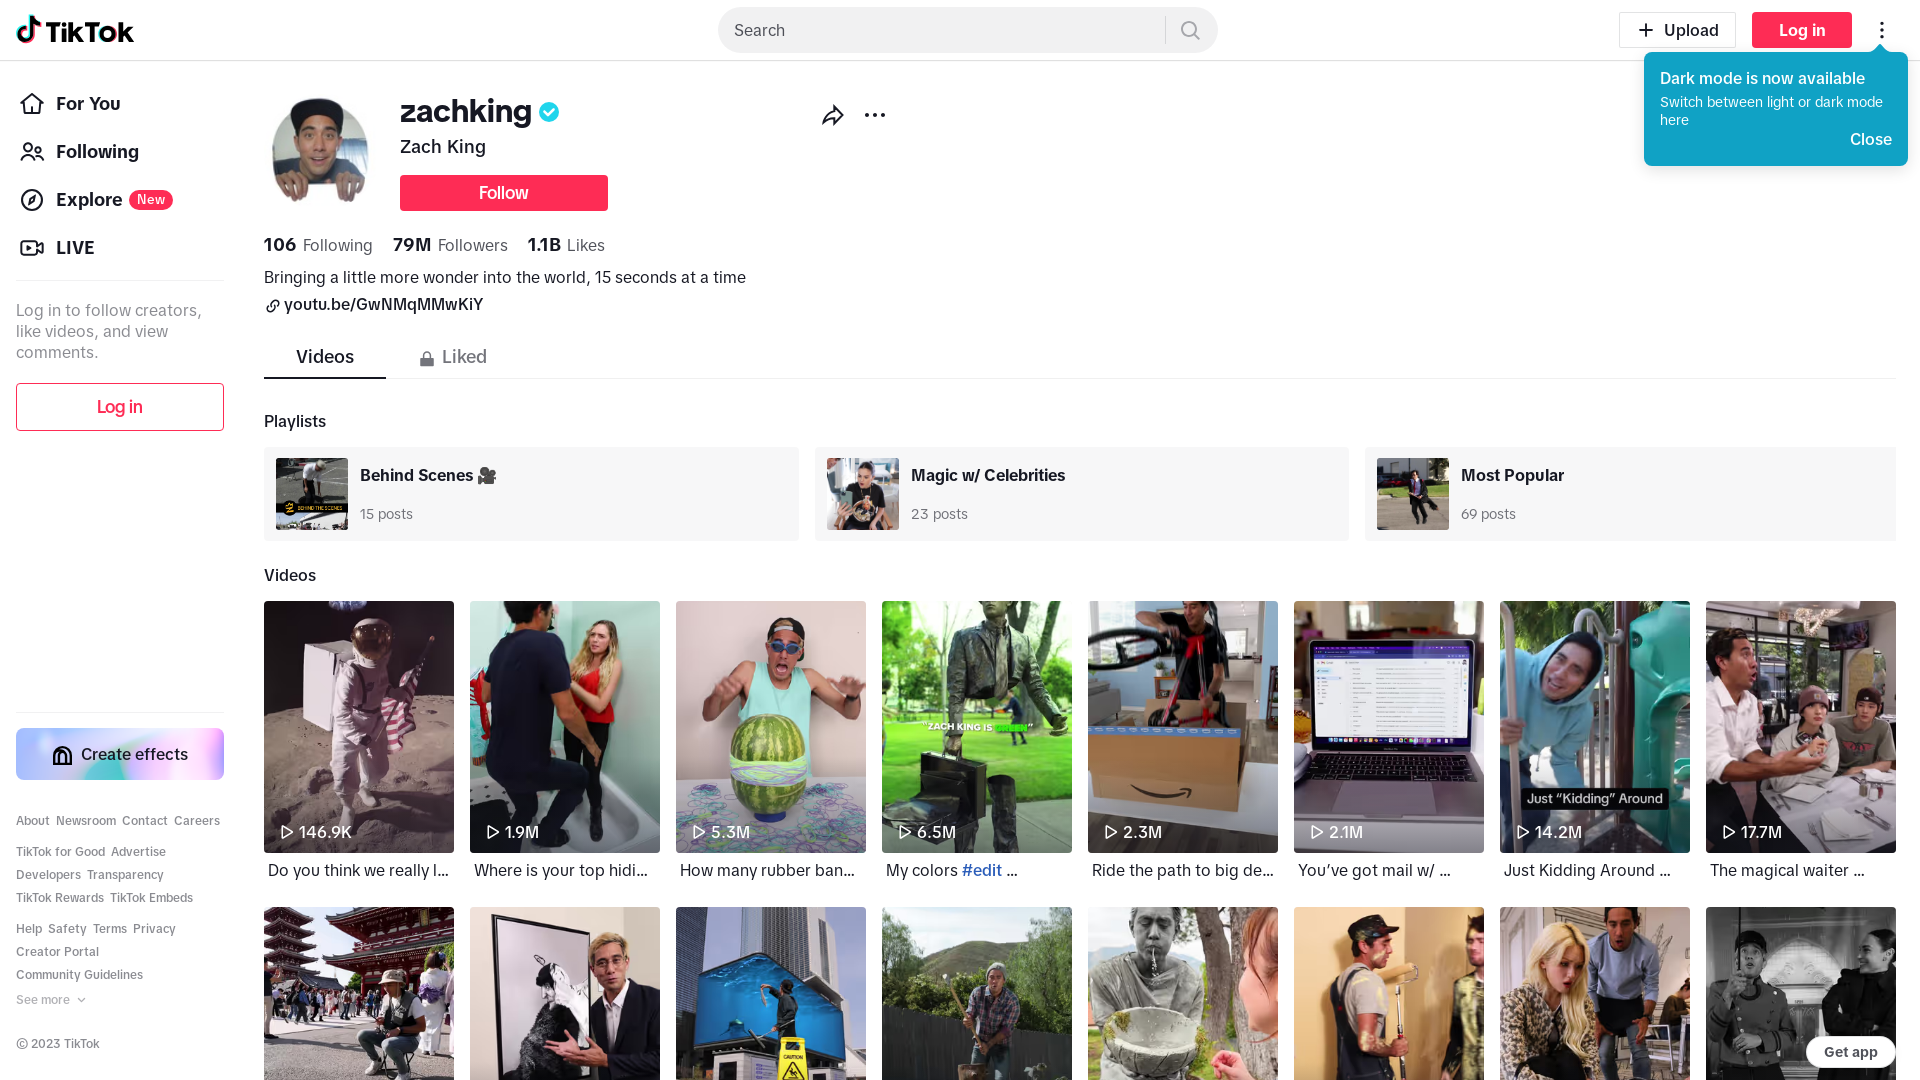 TikTok
Search
Upload
Log in
Dark mode is now available
Switch between light or dark mode
here
Close
For You
Following
Explore New
LIVE
Log in to follow creators,
like videos, and view
comments.
Log in
Create effects
About Newsroom Contact Careers
TikTok for Good Advertise
Developers Transparency
TikTok Rewards TikTok Embeds
Help Safety Terms Privacy
Creator Portal
Community Guidelines
See more
© 2023 TikTok
zachking
Zach King
Follow
106 Following 79M Followers 1.1B Likes
Bringing a little more wonder into the world, 15 seconds at a time
youtu.be/GwNMqMMwKiY
Videos Liked
Playlists
Behind Scenes 🎥
15 posts
BEHIND THE SCENES
Magic w/ Celebrities
23 posts
Most Popular
69 posts
Videos
"ZACH KING IS GREEN"
Just “Kidding” Around
146.9K 1.9M 5.3M 6.5M 2.3M 2.1M 14.2M 17.7M
Do you think we really l...
Where is your top hidi...
How many rubber ban...
My colors #edit ...
Ride the path to big de...
You’ve got mail w/ ...
Just Kidding Around ...
The magical waiter ...
CAUTION
Get app